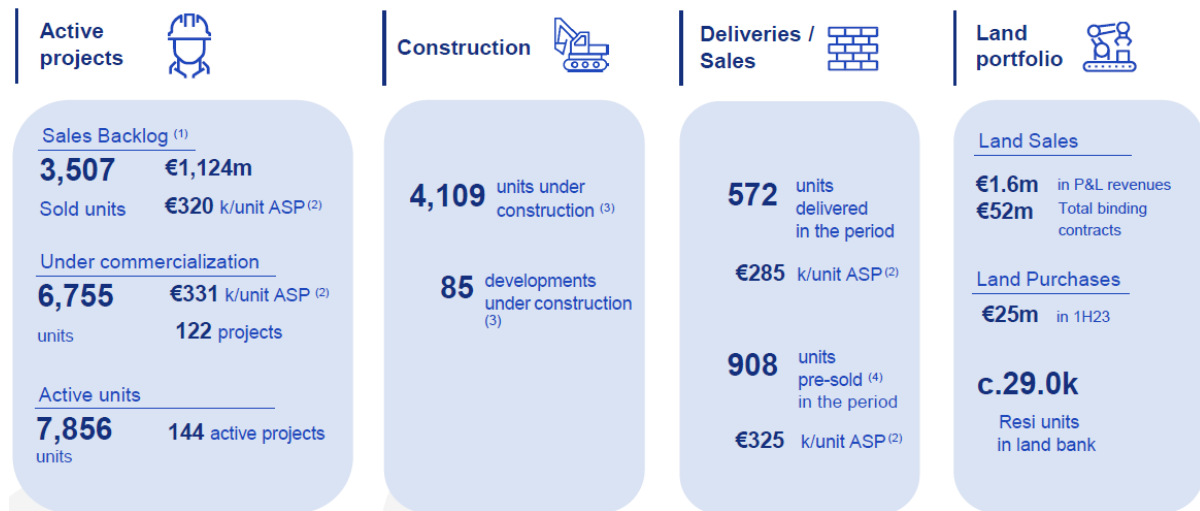 Active
projects
Sales Backlog (1)
3,507 €1,124m
Sold units €320 k/unit ASP(2)
Under commercialization
6,755 €331 k/unit ASP (2)
units 122 projects
Active units
7,856 144 active projects
units
Construction
4,109 units under
construction (3)
85 developments
under construction
(3)
Deliveries /
Sales
572 units
delivered
in the period
€285 k/unit ASP(2)
908 units
pre-sold (4)
in the period
€325 k/unit ASP(2)
Land
portfolio
Land Sales
€1.6m in P&L revenues
€52m Total binding
contracts
Land Purchases
€25m in 1H23
c.29.0k
Resi units
in land bank